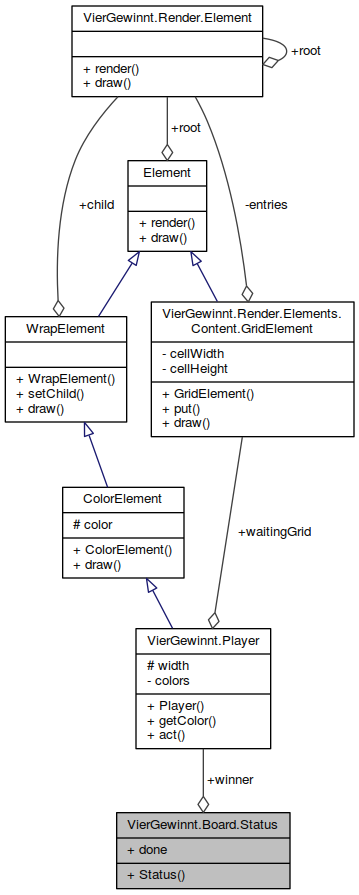 VierGewinnt.Render.Element
+ render()
+ draw()
+root
+root
Element
+ render()
+ draw()
+child
-entries
WrapElement
+ WrapElement()
+ setChild()
+ draw()
VierGewinnt.Render.Elements.
Content.GridElement
- cellWidth
- cellHeight
+ GridElement()
+ put()
+ draw()
ColorElement
# color
+ ColorElement()
+ draw()
+waitingGrid
VierGewinnt.Player
# width
- colors
+ Player()
+ getColor()
+ act()
+winner
VierGewinnt.Board.Status
+ done
+ Status()